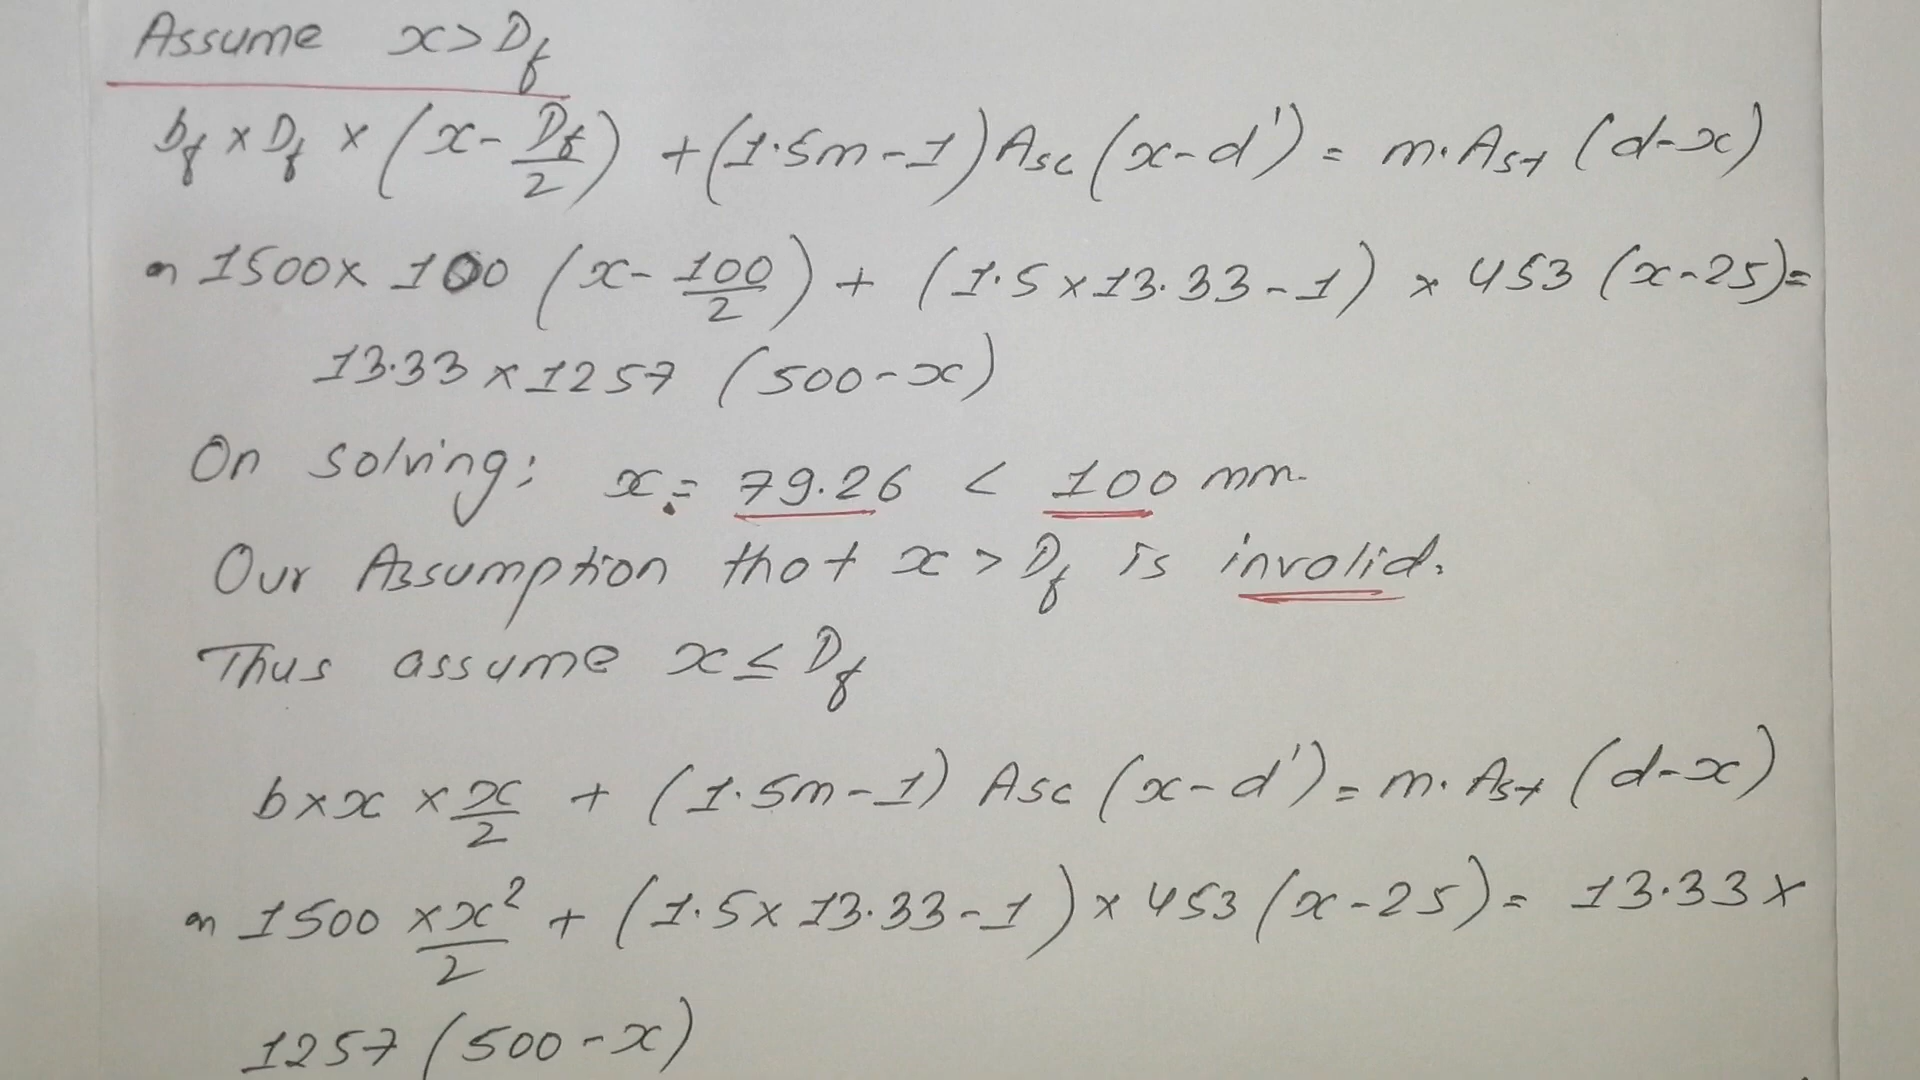 Assume x>Df
bf × Df × (x - Df/2) + (1.5m - 1) Asc (x - d') = m. Ast (d-x)
or 1500× 100 (x - 100/2) + (1.5×13.33 - 1) × 453 (x-25) =
13.33 × 1257 (500-x)
On solving; x = 79.26 < 100 mm.
Our Assumption that x > Df is invalid.
Thus assume x ≤ Df
b×x × x/2 + (1.5m-1) Asc (x-d') = m. Ast (d-x)
or 1500 × x²/2 + (1.5× 13.33-1) × 453 (x-25) = 13.33 ×
1257 (500-x)